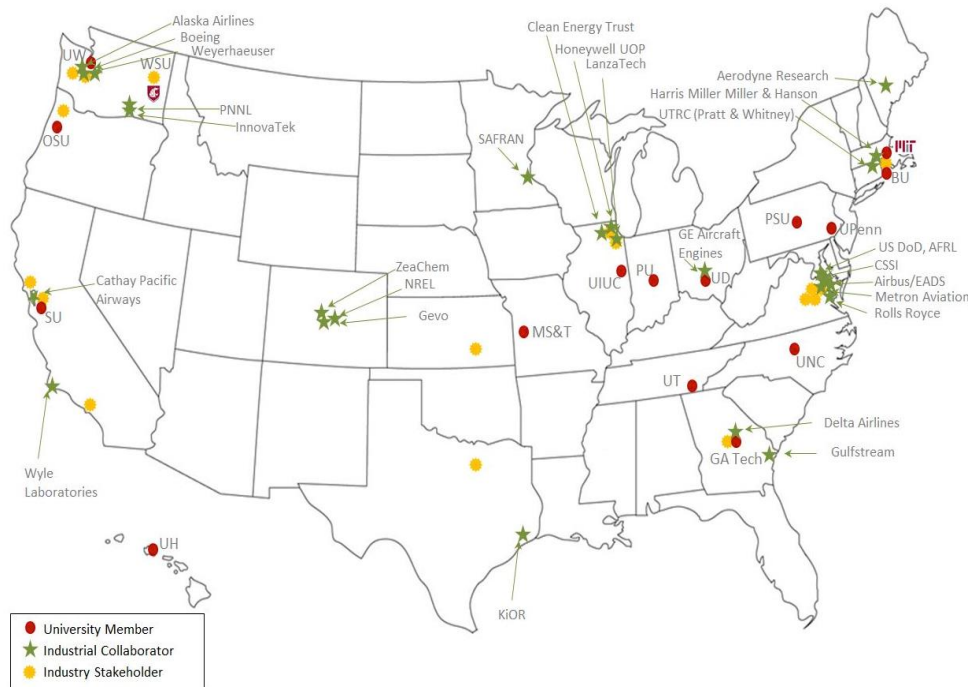 Alaska Airlines
Boeing
Weyerhaeuser
UW
WSU
PNNL
InnovaTek
OSU
Clean Energy Trust
Honeywell UOP
LanzaTech
SAFRAN
Aerodyne Research
Harris Miller Miller & Hanson
UTRC (Pratt & Whitney)
MIT
BU
PSU
UPenn
GE Aircraft
Engines
US DoD, AFRL
CSSI
Airbus/EADS
Metron Aviation
Rolls Royce
UIUC
PU
UD
Cathay Pacific
Airways
SU
ZeaChem
NREL
Gevo
MS&T
UNC
UT
Delta Airlines
GA Tech
Gulfstream
Wyle
Laboratories
UH
KiOR
University Member
Industrial Collaborator
Industry Stakeholder